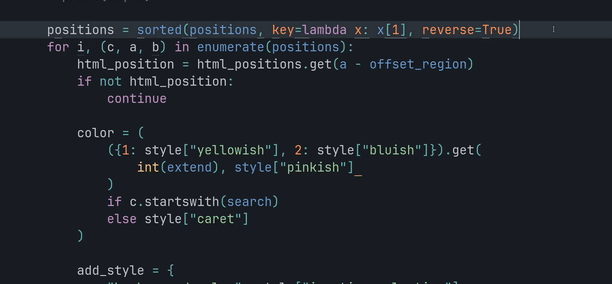 positions = sorted(positions, key=lambda x: x[1], reverse=True)
for i, (c, a, b) in enumerate(positions):
html_position = html_positions.get(a - offset_region)
if not html_position:
continue
color = (
({1: style["yellowish"], 2: style["bluish"]}).get(
int(extend), style["pinkish"]_
)
if c.startswith(search)
else style["caret"]
)
add_style = {